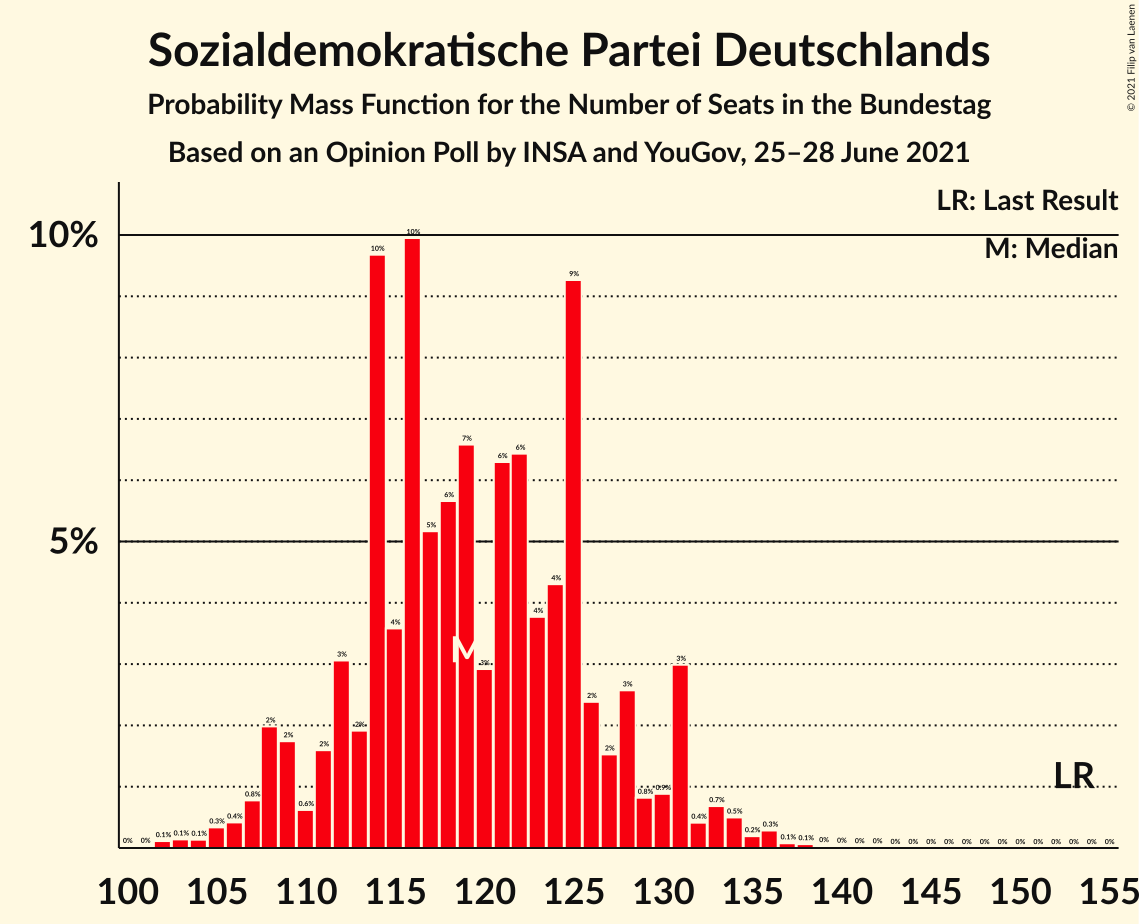 Sozialdemokratische Partei Deutschlands
Probability Mass Function for the Number of Seats in the Bundestag
Based on an Opinion Poll by INSA and YouGov, 25–28 June 2021
© 2021 Filip van Laenen
LR: Last Result
M: Median
10%
5%
0% 0% 0.1% 0.1% 0.1% 0.3% 0.4% 0.8% 2% 2% 0.6% 2% 3% 2% 10% 4% 10% 5% 6% 7% 3% 6% 6% 4% 4% 9% 2% 2% 3% 0.8% 0.9% 3% 0.4% 0.7% 0.5% 0.2% 0.3% 0.1% 0.1% 0% 0% 0% 0% 0% 0% 0% 0% 0% 0% 0% 0% 0% 0% 0% 0% 0%
M
LR
100 105 110 115 120 125 130 135 140 145 150 155